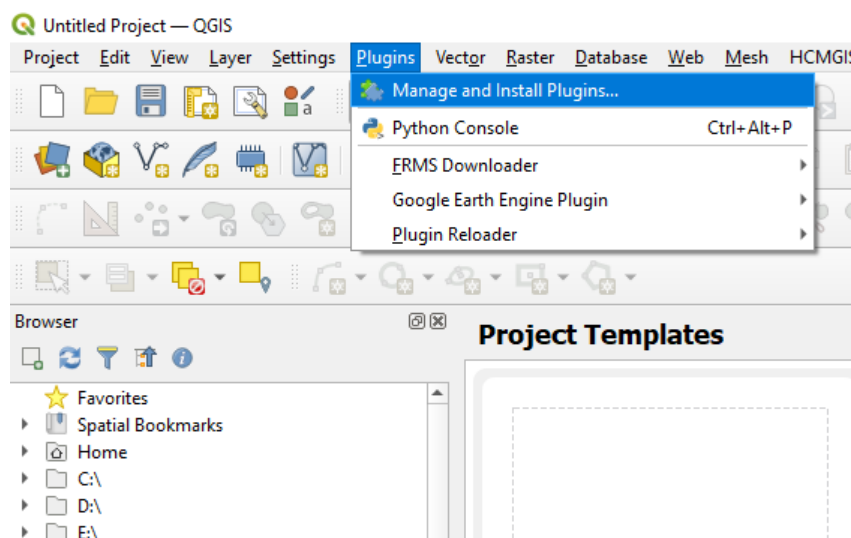 Untitled Project — QGIS
Project Edit View Layer Settings Plugins Vector Raster Database Web Mesh HCMGIS
Manage and Install Plugins...
Python Console Ctrl+Alt+P
FRMS Downloader
Google Earth Engine Plugin
Plugin Reloader
Browser
Project Templates
Favorites
Spatial Bookmarks
Home
C:\
D:\
E:\